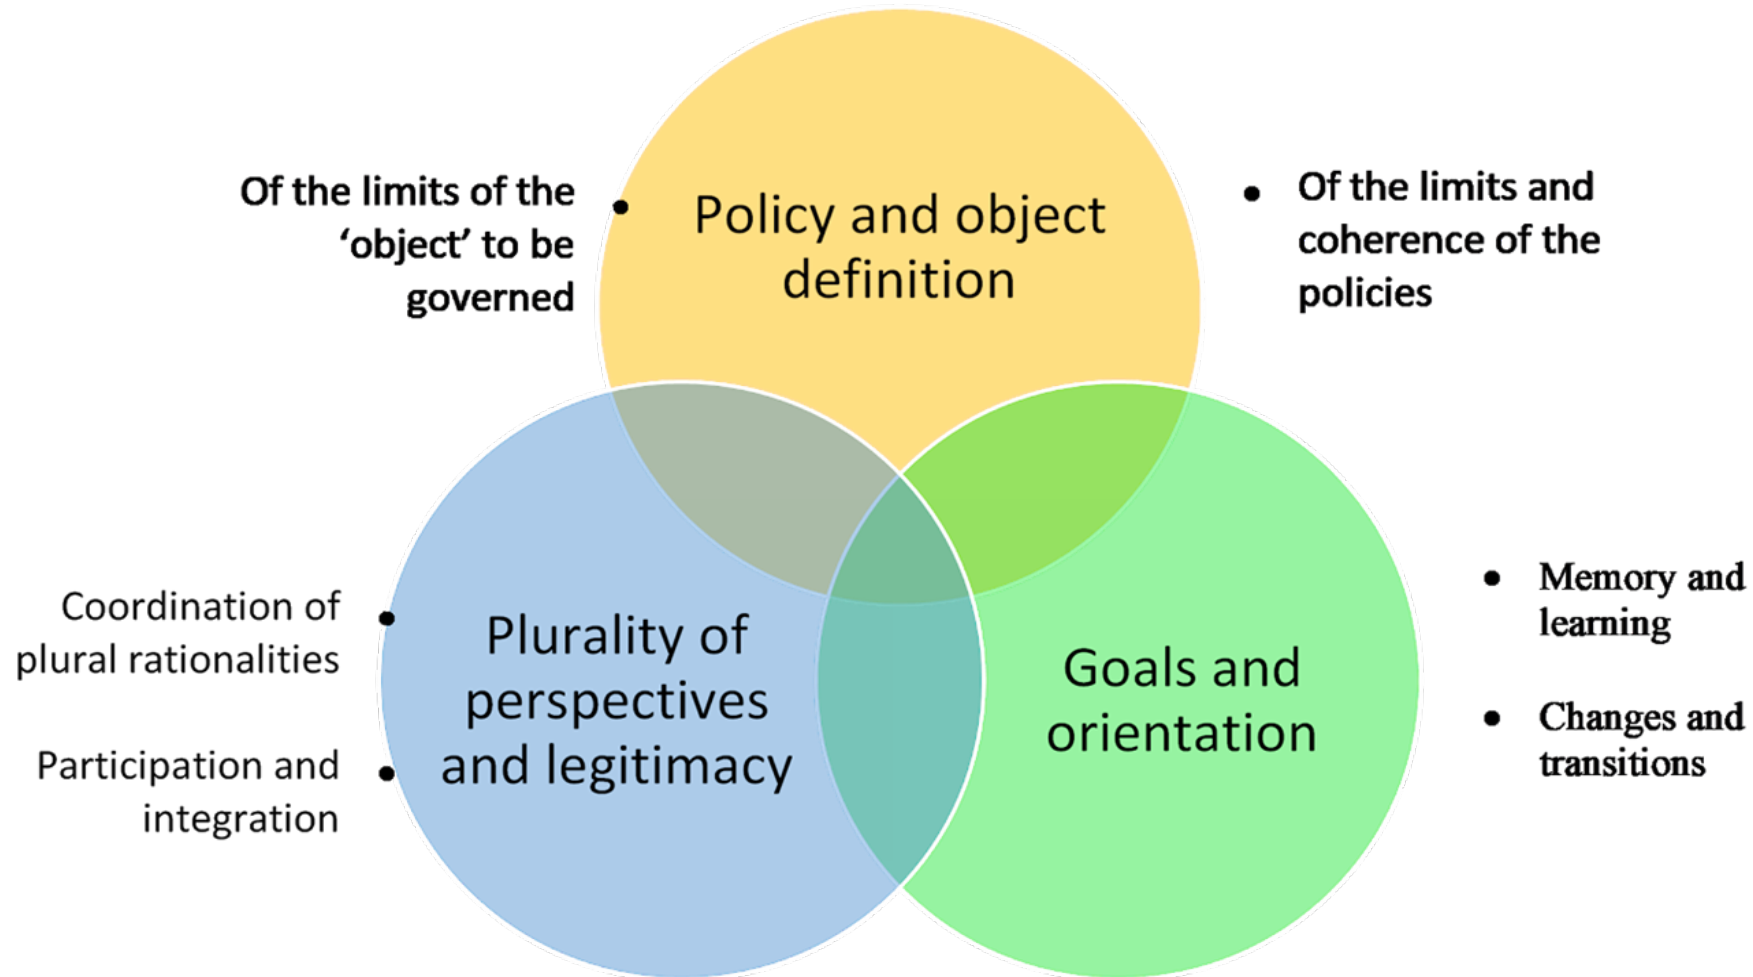 Of the limits of the
‘object’ to be
governed
Policy and object
definition
Of the limits and
coherence of the
policies
Coordination of
plural rationalities
Participation and
integration
Plurality of
perspectives
and legitimacy
Goals and
orientation
Memory and
learning
Changes and
transitions